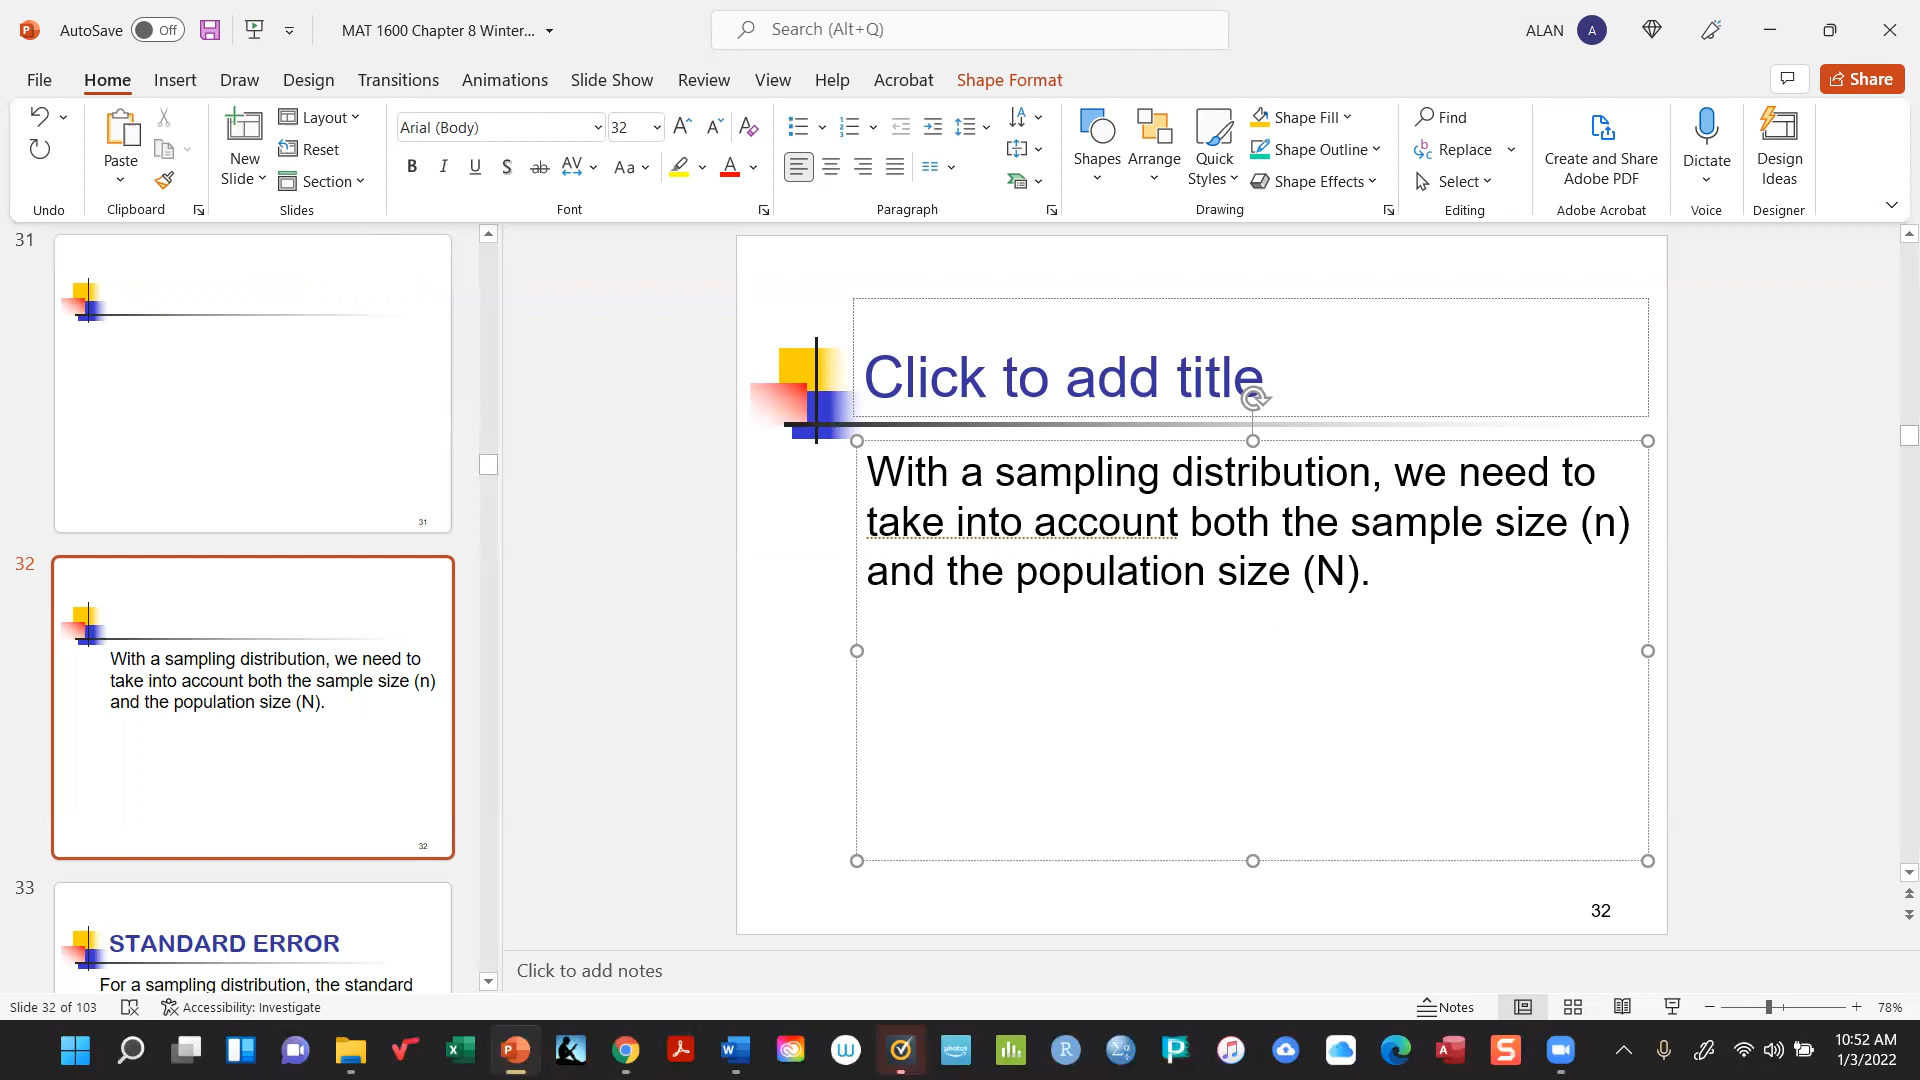 AutoSave Off MAT 1600 Chapter 8 Winter... Search (Alt+Q) ALAN A
File Home Insert Draw Design Transitions Animations Slide Show Review View Help Acrobat Shape Format Share
Undo
Paste
Clipboard
New Slide
Layout
Reset
Section
Slides
Arial (Body) 32
B I U S ab AV Aa A
Font
Paragraph
Shapes
Arrange
Quick Styles
Shape Fill
Shape Outline
Shape Effects
Drawing
Find
Replace
Select
Editing
Create and Share
Adobe PDF
Adobe Acrobat
Dictate
Voice
Design
Ideas
Designer
31
31
32
With a sampling distribution, we need to
take into account both the sample size (n)
and the population size (N).
32
33
STANDARD ERROR
For a sampling distribution, the standard
Click to add title
With a sampling distribution, we need to
take into account both the sample size (n)
and the population size (N).
32
Click to add notes
Slide 32 of 103 Accessibility: Investigate Notes 78%
10:52 AM
1/3/2022